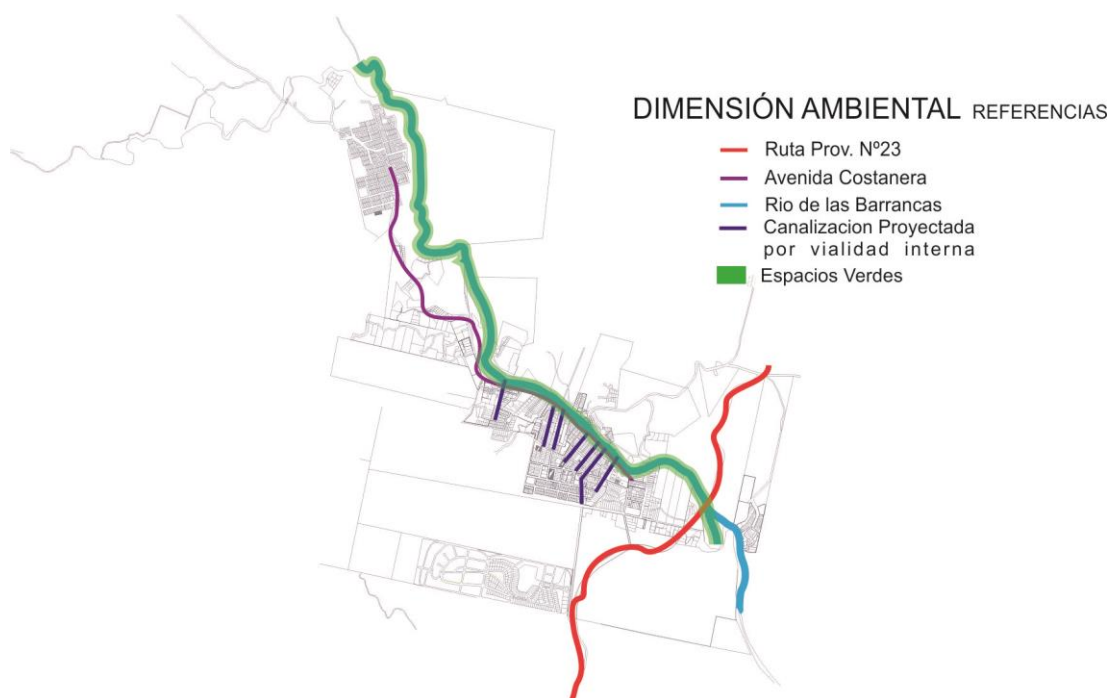 DIMENSIÓN AMBIENTAL REFERENCIAS
Ruta Prov. Nº23
Avenida Costanera
Rio de las Barrancas
Canalizacion Proyectada
por vialidad interna
Espacios Verdes